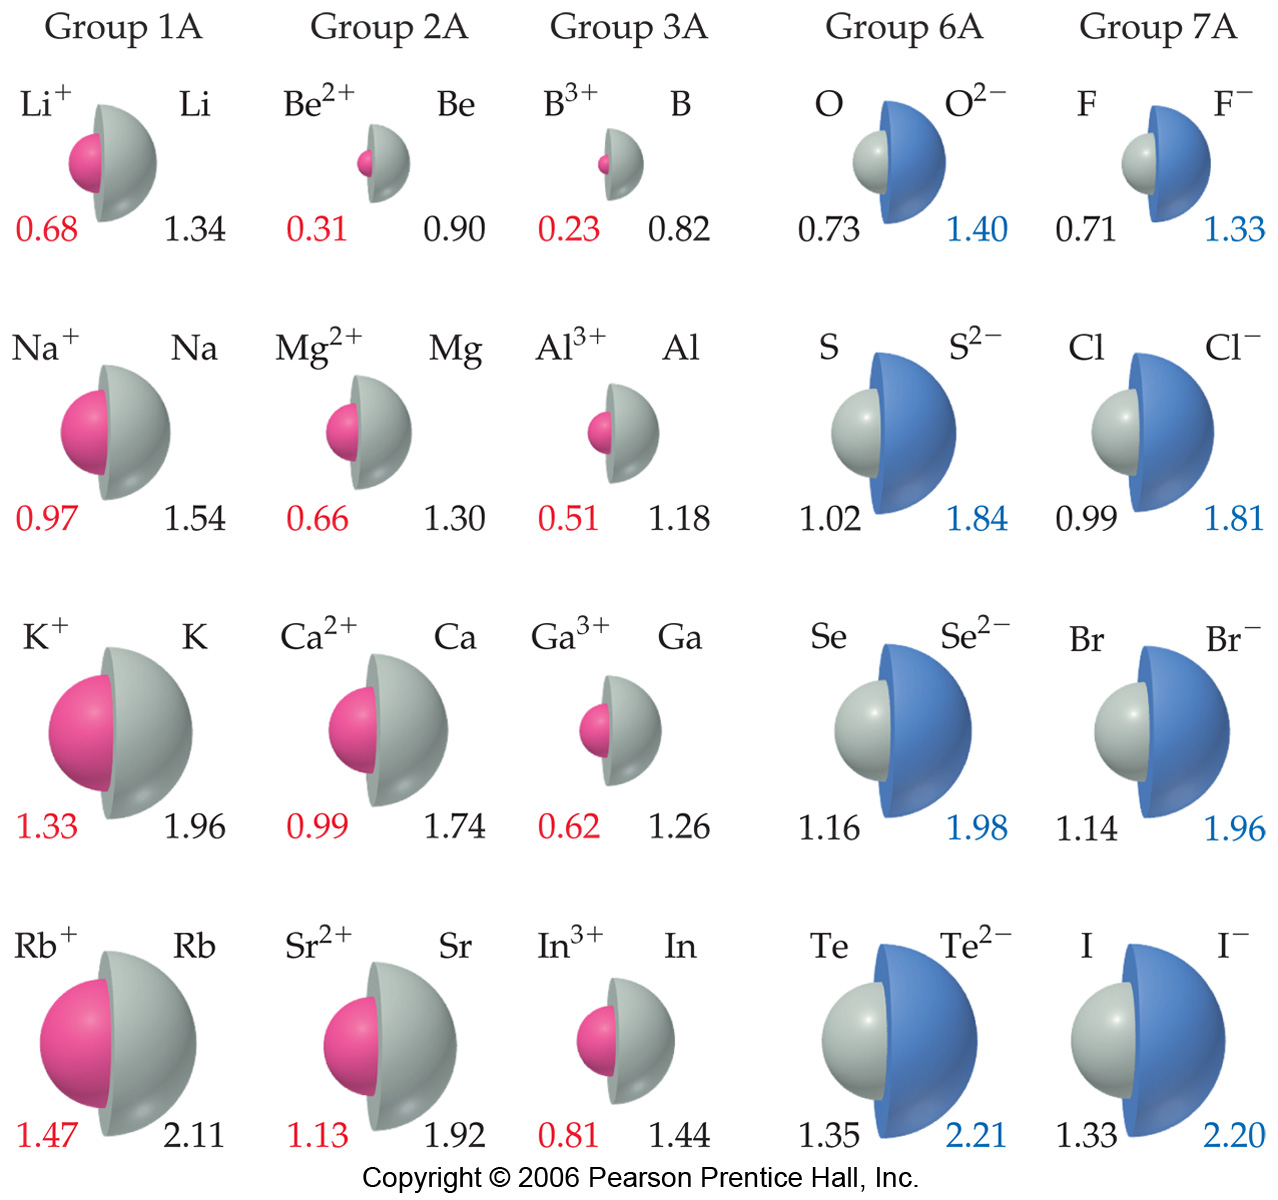 Group 1A Group 2A Group 3A Group 6A Group 7A
Li⁺ Li Be²⁺ Be B³⁺ B O O²⁻ F F⁻
0.68 1.34 0.31 0.90 0.23 0.82 0.73 1.40 0.71 1.33
Na⁺ Na Mg²⁺ Mg Al³⁺ Al S S²⁻ Cl Cl⁻
0.97 1.54 0.66 1.30 0.51 1.18 1.02 1.84 0.99 1.81
K⁺ K Ca²⁺ Ca Ga³⁺ Ga Se Se²⁻ Br Br⁻
1.33 1.96 0.99 1.74 0.62 1.26 1.16 1.98 1.14 1.96
Rb⁺ Rb Sr²⁺ Sr In³⁺ In Te Te²⁻ I I⁻
1.47 2.11 1.13 1.92 0.81 1.44 1.35 2.21 1.33 2.20
Copyright © 2006 Pearson Prentice Hall, Inc.